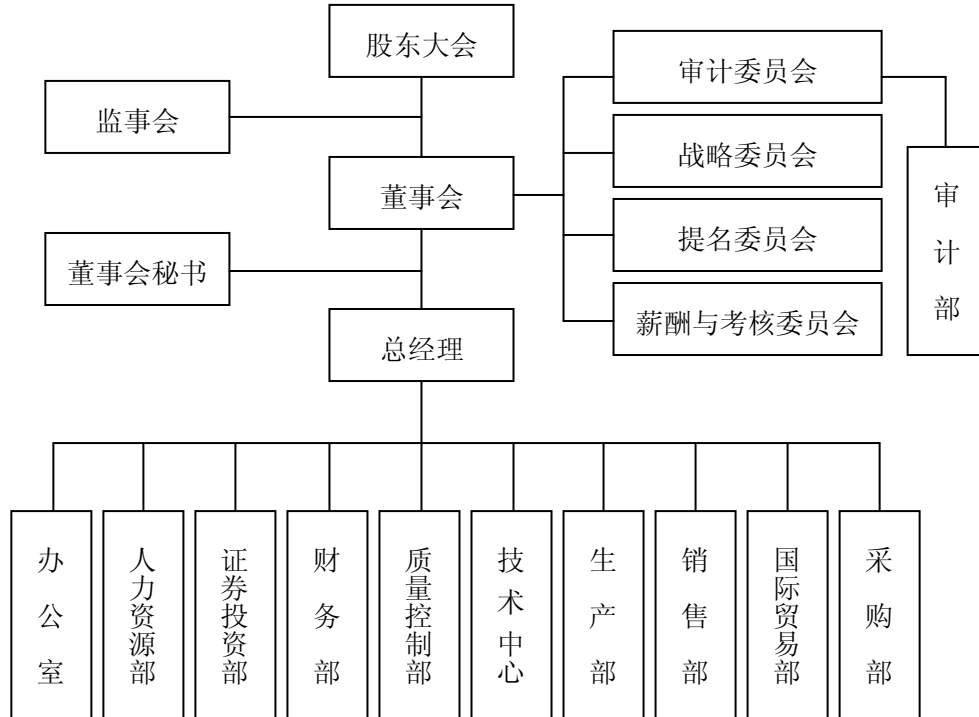 股东大会
监事会
董事会
董事会秘书
总经理
审计委员会
战略委员会
提名委员会
薪酬与考核委员会
审计部
办公室
人力资源部
证券投资部
财务部
质量控制部
技术中心
生产部
销售部
国际贸易部
采购部